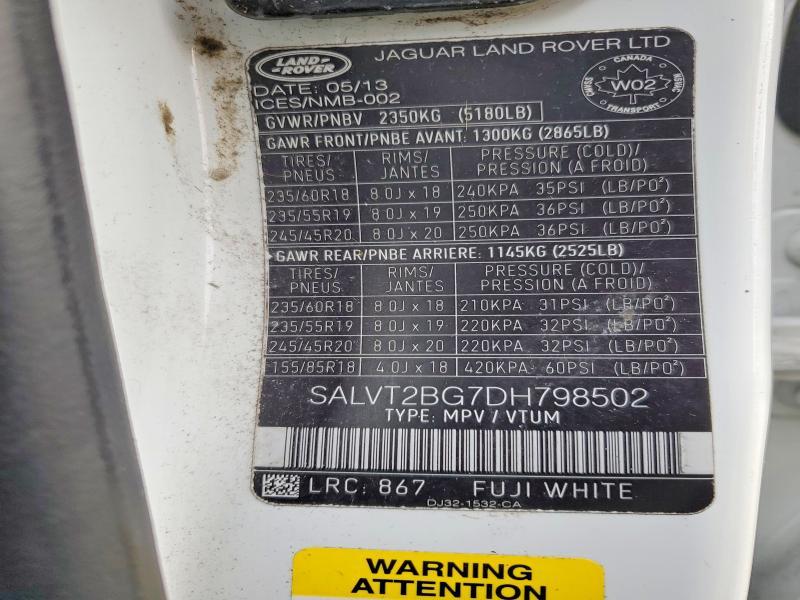 LAND-
ROVER
JAGUAR LAND ROVER LTD
DATE: 05/13
ICES/NMB-002
CANADA
CMVSS W02 NSVAC
TRANSPORT
GVWR/PNBV 2350KG (5180LB)
GAWR FRONT/PNBE AVANT: 1300KG (2865LB)
TIRES/ RIMS/ PRESSURE (COLD)/
PNEUS JANTES PRESSION (A FROID)
235/60R18 8.0J x 18 240KPA 35PSI (LB/PO²)
235/55R19 8.0J x 19 250KPA 36PSI (LB/PO²)
245/45R20 8.0J x 20 250KPA 36PSI (LB/PO²)
GAWR REAR/PNBE ARRIERE: 1145KG (2525LB)
TIRES/ RIMS/ PRESSURE (COLD)/
PNEUS JANTES PRESSION (A FROID)
235/60R18 8.0J x 18 210KPA 31PSI (LB/PO²)
235/55R19 8.0J x 19 220KPA 32PSI (LB/PO²)
245/45R20 8.0J x 20 220KPA 32PSI (LB/PO²)
155/85R18 4.0J x 18 420KPA 60PSI (LB/PO²)
SALVT2BG7DH798502
TYPE: MPV / VTUM
LRC: 867 FUJI WHITE
DJ32-1532-CA
WARNING
ATTENTION